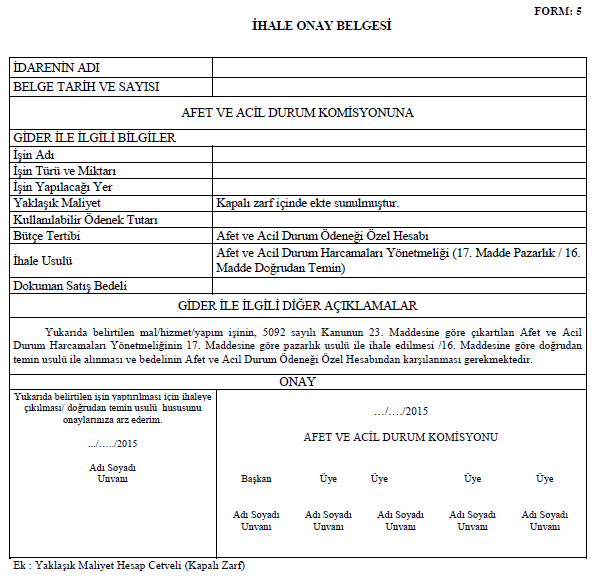 FORM: 5
İHALE ONAY BELGESİ
İDARENİN ADI
BELGE TARİH VE SAYISI
AFET VE ACİL DURUM KOMİSYONUNA
GİDER İLE İLGİLİ BİLGİLER
İşin Adı
İşin Türü ve Miktarı
İşin Yapılacağı Yer
Yaklaşık Maliyet Kapalı zarf içinde ekte sunulmuştur.
Kullanılabilir Ödenek Tutarı
Bütçe Tertibi Afet ve Acil Durum Ödeneği Özel Hesabı
İhale Usulü Afet ve Acil Durum Harcamaları Yönetmeliği (17. Madde Pazarlık / 16.
Madde Doğrudan Temin)
Dokuman Satış Bedeli
GİDER İLE İLGİLİ DİĞER AÇIKLAMALAR
Yukarıda belirtilen mal/hizmet/yapım işinin, 5092 sayılı Kanunun 23. Maddesine göre çıkartılan Afet ve Acil
Durum Harcamaları Yönetmeliğinin 17. Maddesine göre pazarlık usulü ile ihale edilmesi /16. Maddesine göre doğrudan
temin usulü ile alınması ve bedelinin Afet ve Acil Durum Ödeneği Özel Hesabından karşılanması gerekmektedir.
ONAY
Yukarıda belirtilen işin yaptırılması için ihaleye
çıkılması/ doğrudan temin usulü hususunu
onaylarınıza arz ederim.
.../…../2015
Adı Soyadı
Unvanı
…/…./2015
AFET VE ACİL DURUM KOMİSYONU
Başkan Üye Üye Üye Üye
Adı Soyadı Adı Soyadı Adı Soyadı Adı Soyadı Adı Soyadı
Unvanı Unvanı Unvanı Unvanı Unvanı
Ek : Yaklaşık Maliyet Hesap Cetveli (Kapalı Zarf)